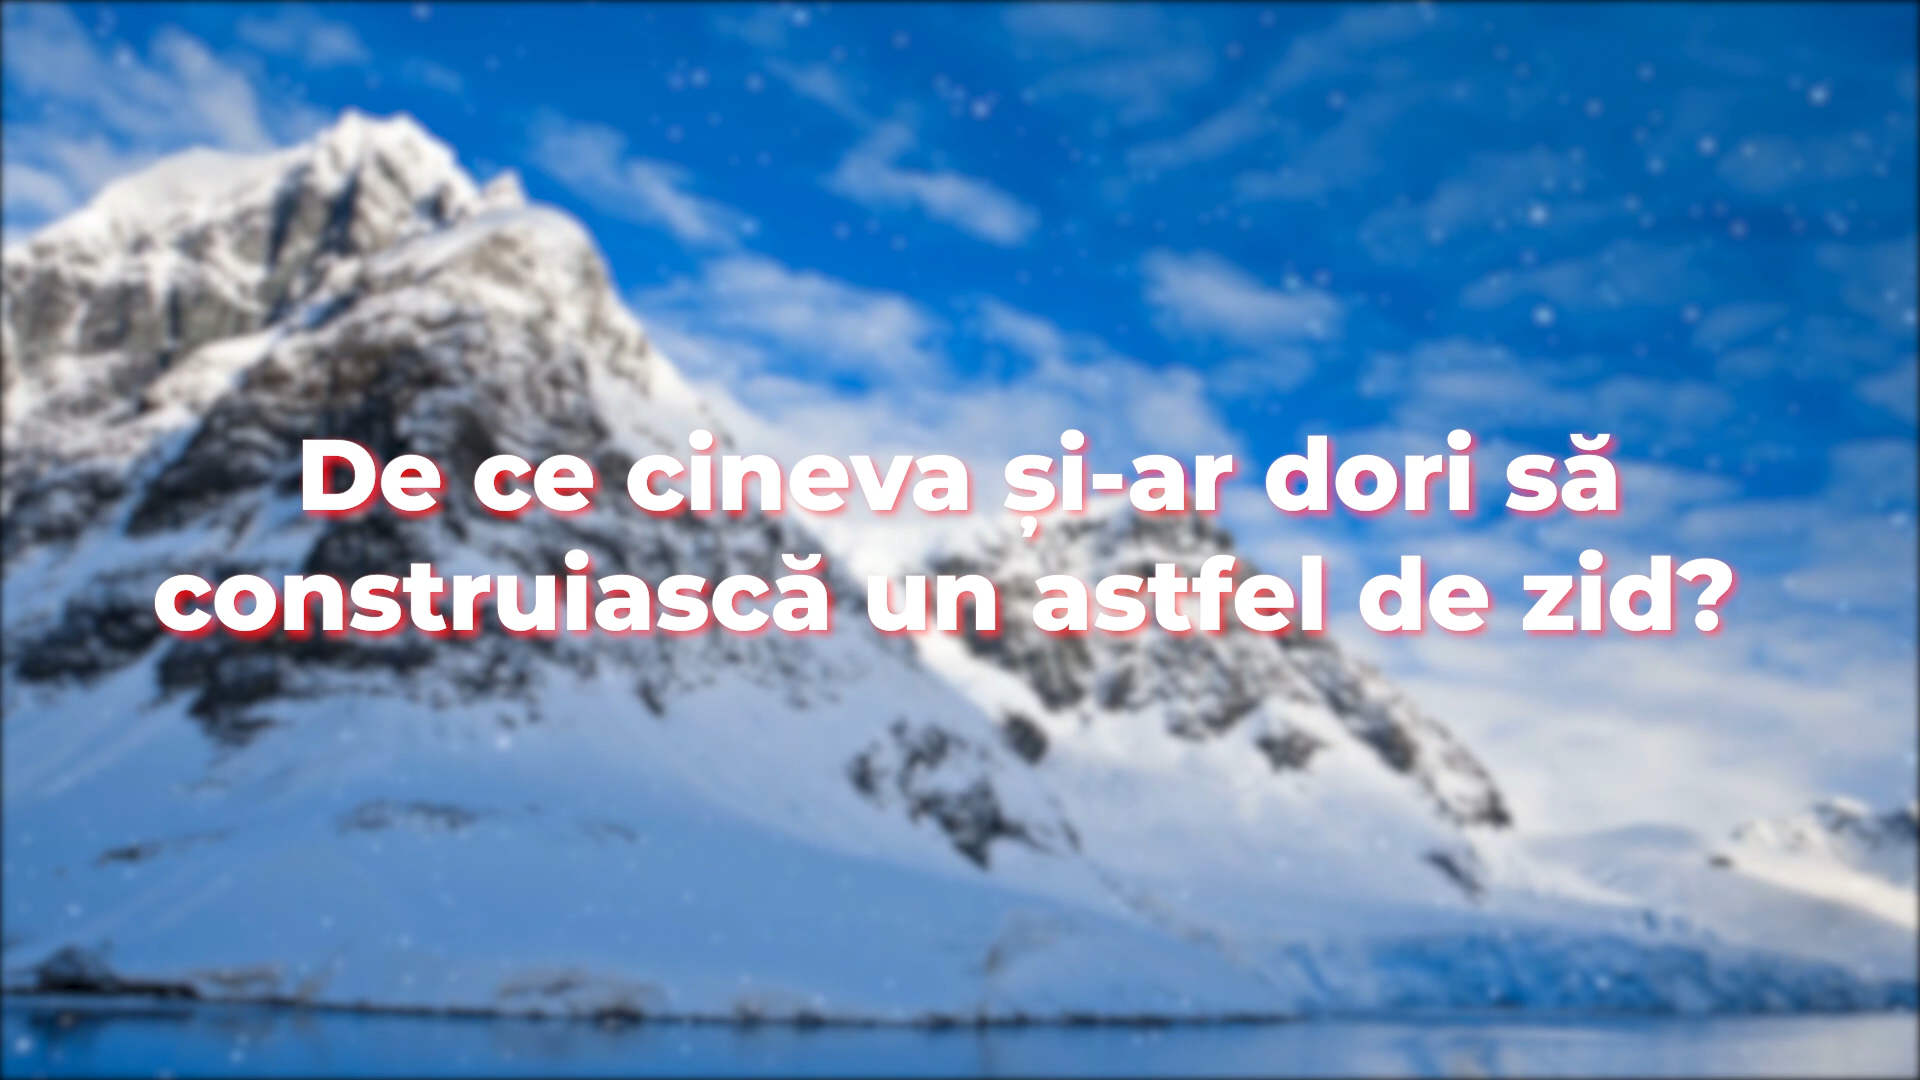 De ce cineva și-ar dori să
construiască un astfel de zid?